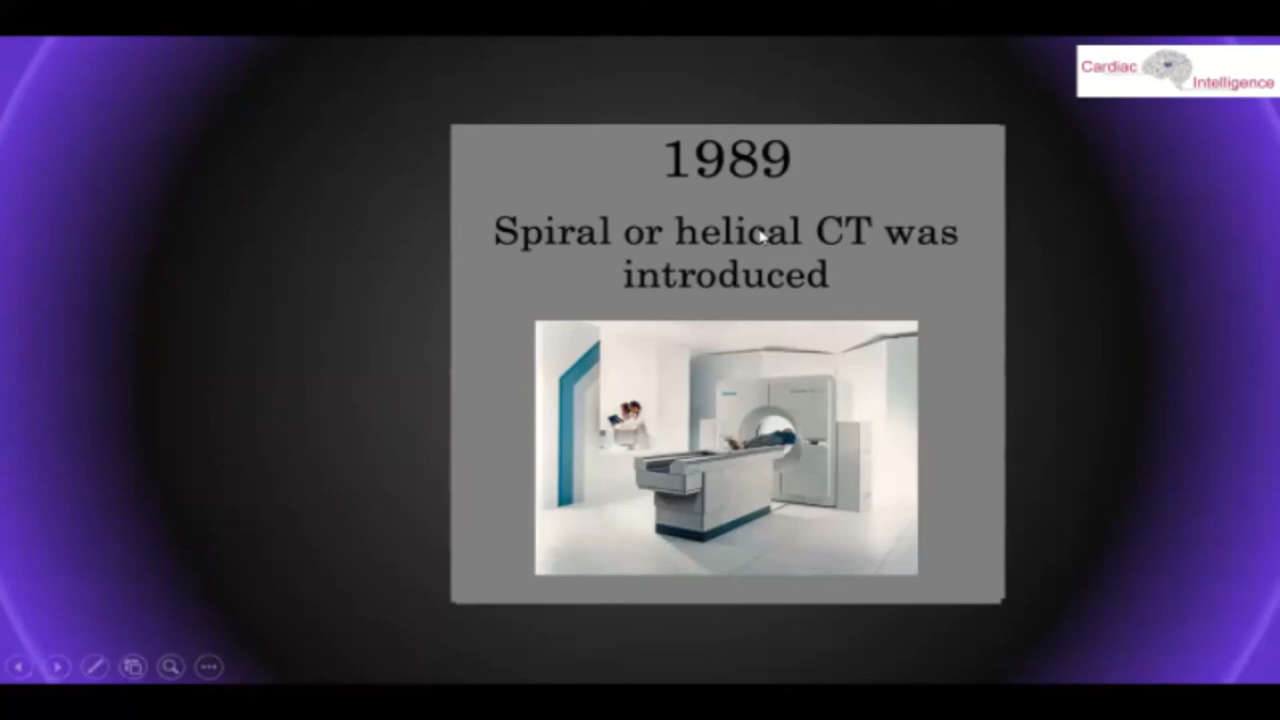 Cardiac
Intelligence
1989
Spiral or helical CT was
introduced